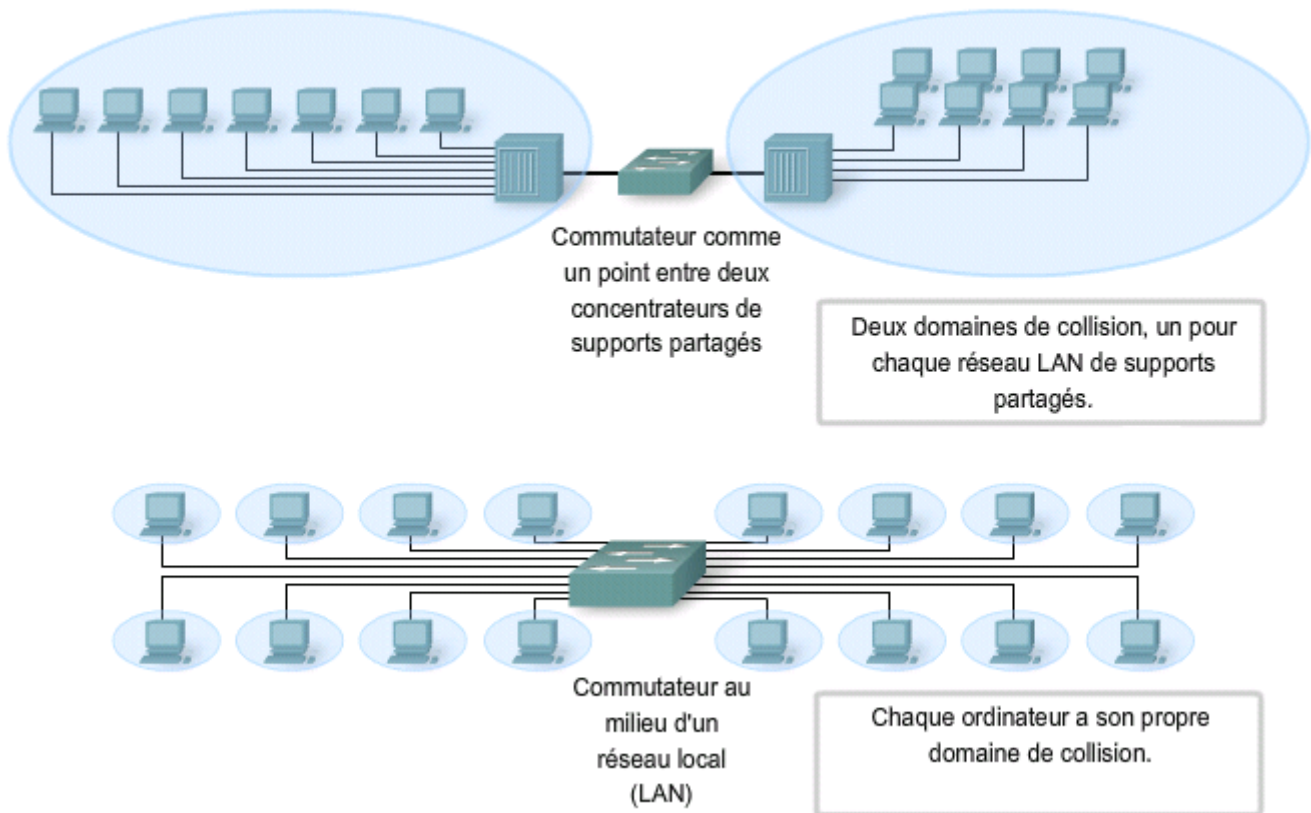 Commutateur comme
un point entre deux
concentrateurs de
supports partagés
Deux domaines de collision, un pour
chaque réseau LAN de supports
partagés.
Commutateur au
milieu d'un
réseau local
(LAN)
Chaque ordinateur a son propre
domaine de collision.